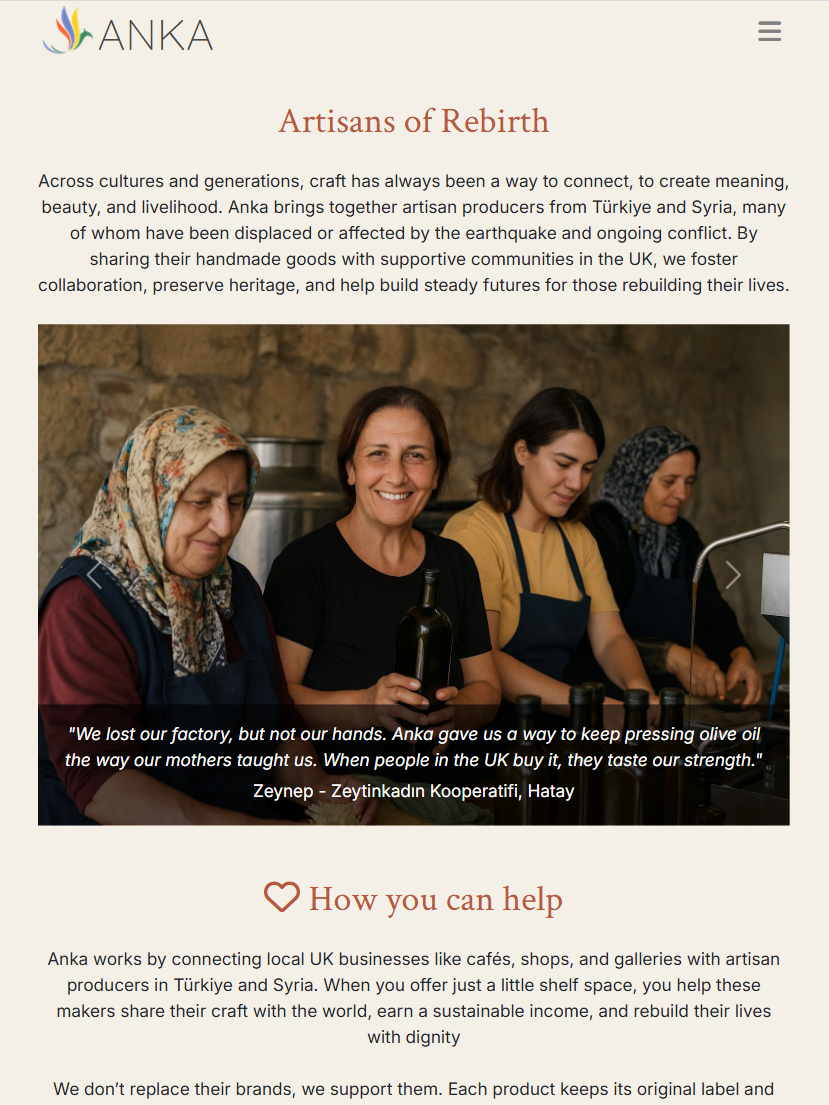 ANKA
Artisans of Rebirth
Across cultures and generations, craft has always been a way to connect, to create meaning,
beauty, and livelihood. Anka brings together artisan producers from Türkiye and Syria, many
of whom have been displaced or affected by the earthquake and ongoing conflict. By
sharing their handmade goods with supportive communities in the UK, we foster
collaboration, preserve heritage, and help build steady futures for those rebuilding their lives.
"We lost our factory, but not our hands. Anka gave us a way to keep pressing olive oil
the way our mothers taught us. When people in the UK buy it, they taste our strength."
Zeynep - Zeytinkadın Kooperatifi, Hatay
How you can help
Anka works by connecting local UK businesses like cafés, shops, and galleries with artisan
producers in Türkiye and Syria. When you offer just a little shelf space, you help these
makers share their craft with the world, earn a sustainable income, and rebuild their lives
with dignity
We don’t replace their brands, we support them. Each product keeps its original label and